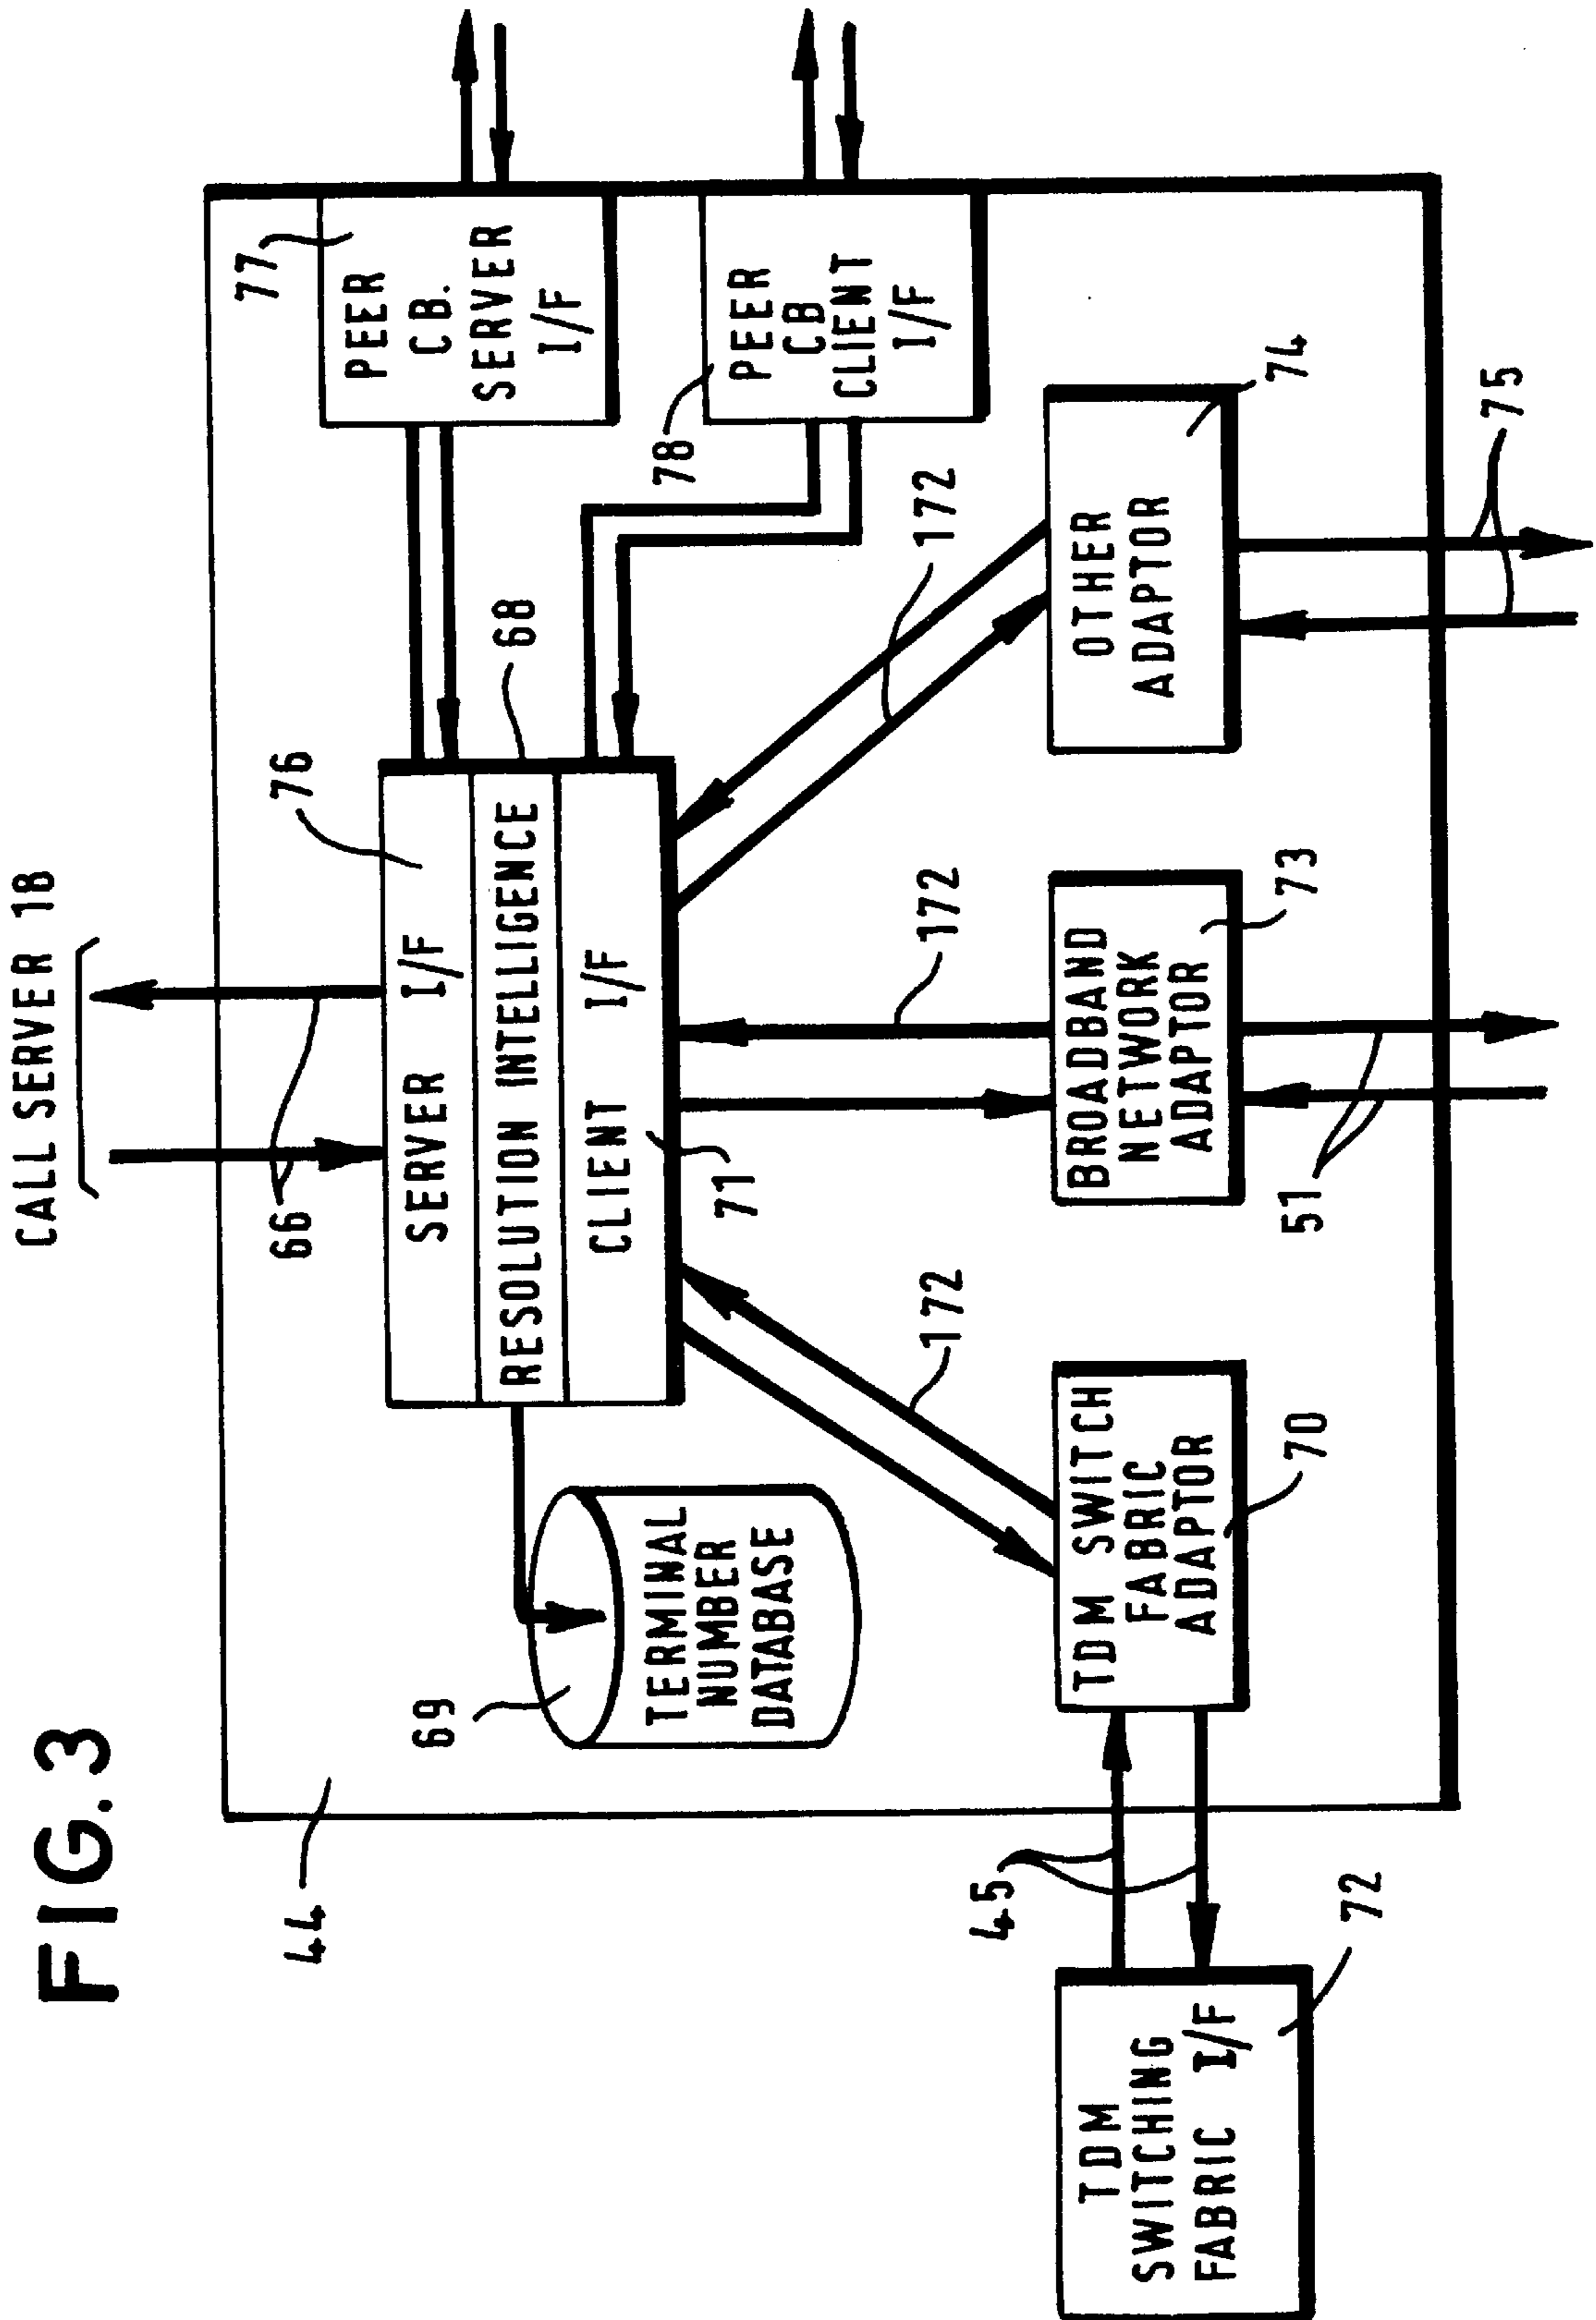 FIG.3
CALL SERVER 18
44
66
76
77
PEER
CB.
SERVER
I/F
SERVER I/F
RESOLUTION INTELLIGENCE
CLIENT I/F
68
71
78
PEER
CB
CLIENT
I/F
69
TERMINAL
NUMBER
DATABASE
172
172
172
45
TDM
SWITCHING
FABRIC I/F
72
TDM SWITCH
FABRIC
ADAPTOR
70
BROADBAND
NETWORK
ADAPTOR
73
OTHER
ADAPTOR
74
51
75